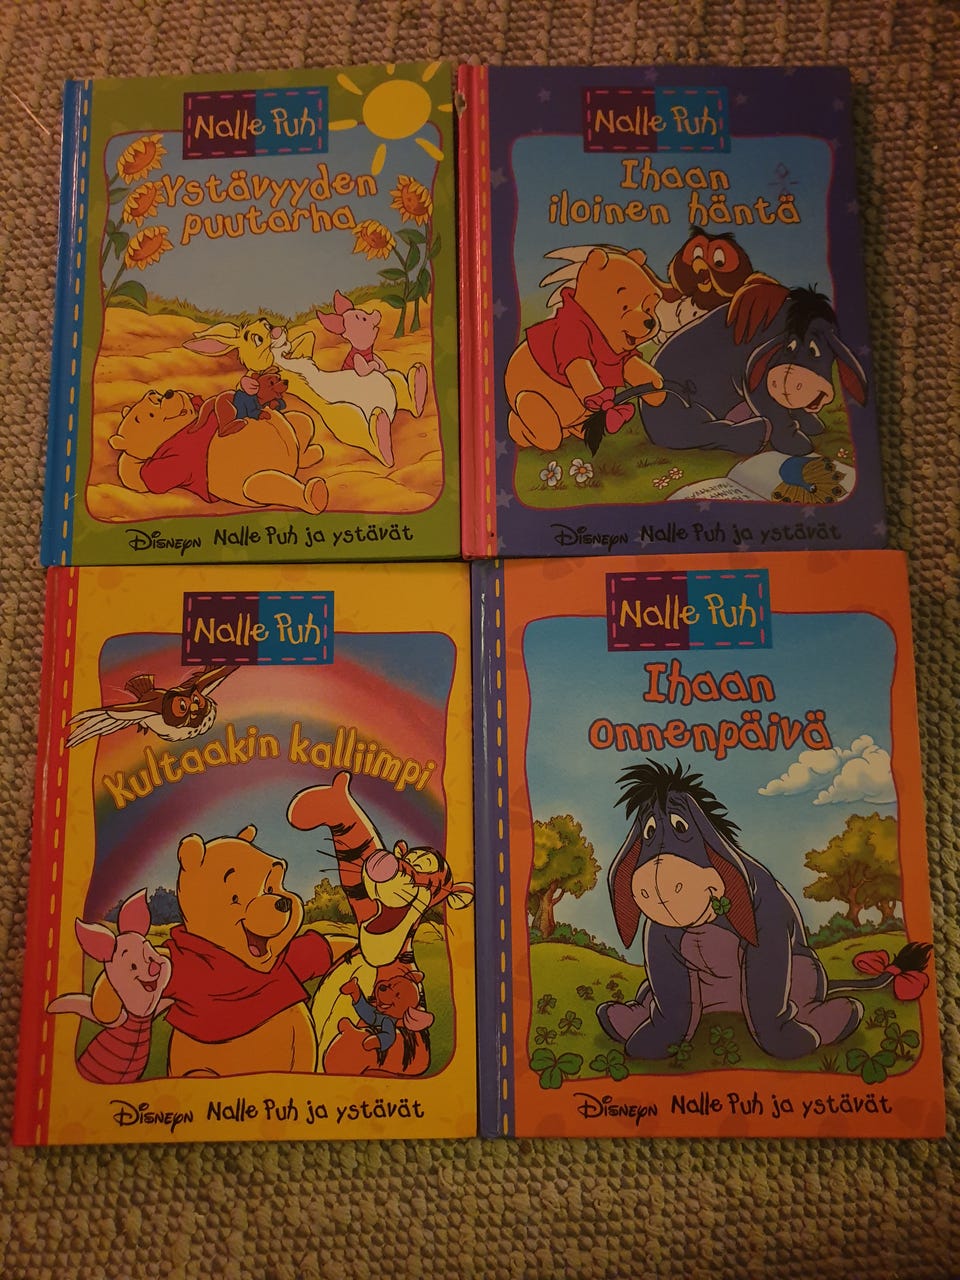 Nalle Puh
Ystävyyden
puutarha
Disneyn Nalle Puh ja ystävät
Nalle Puh
Ihaan
iloinen häntä
Disneyn Nalle Puh ja ystävät
Nalle Puh
Kultaakin kalliimpi
Disneyn Nalle Puh ja ystävät
Nalle Puh
Ihaan
onnenpäivä
Disneyn Nalle Puh ja ystävät